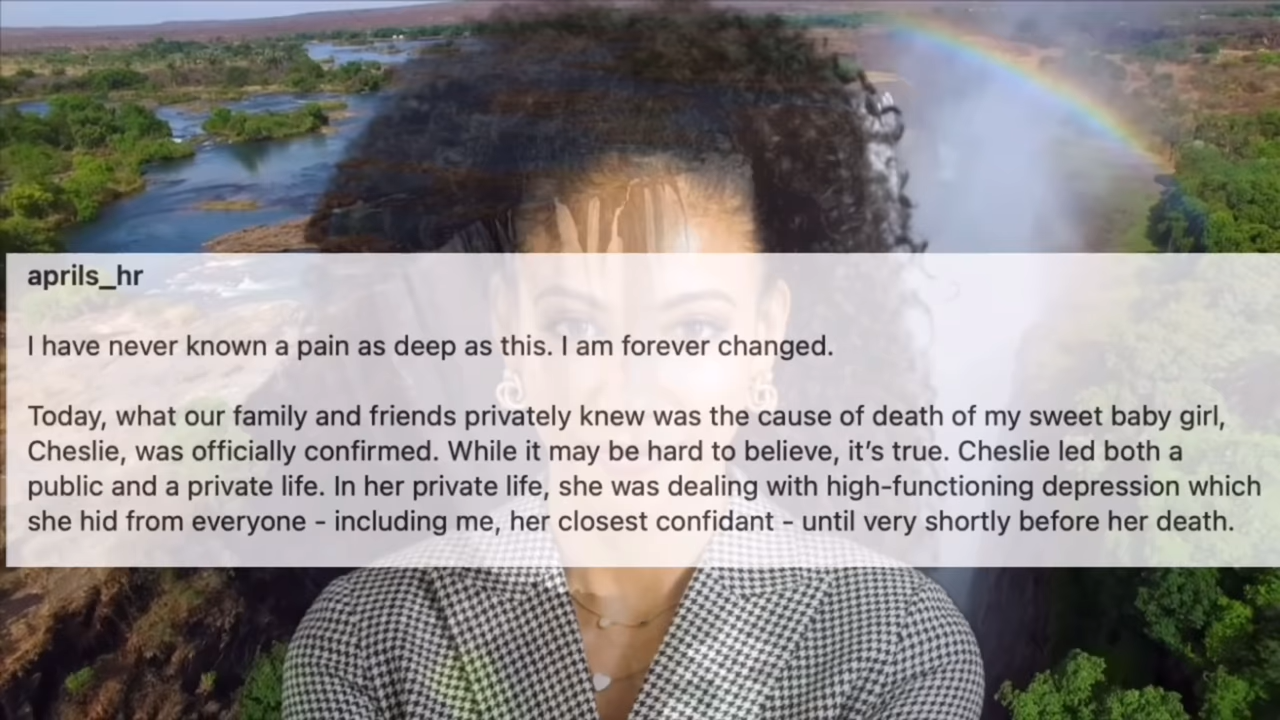 aprils_hr
I have never known a pain as deep as this. I am forever changed.
Today, what our family and friends privately knew was the cause of death of my sweet baby girl,
Cheslie, was officially confirmed. While it may be hard to believe, it’s true. Cheslie led both a
public and a private life. In her private life, she was dealing with high-functioning depression which
she hid from everyone - including me, her closest confidant - until very shortly before her death.